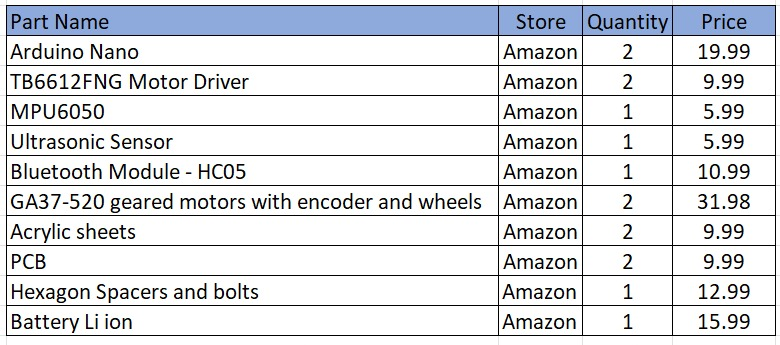 Part Name Store Quantity Price
Arduino Nano Amazon 2 19.99
TB6612FNG Motor Driver Amazon 2 9.99
MPU6050 Amazon 1 5.99
Ultrasonic Sensor Amazon 1 5.99
Bluetooth Module - HC05 Amazon 1 10.99
GA37-520 geared motors with encoder and wheels Amazon 2 31.98
Acrylic sheets Amazon 2 9.99
PCB Amazon 2 9.99
Hexagon Spacers and bolts Amazon 1 12.99
Battery Li ion Amazon 1 15.99